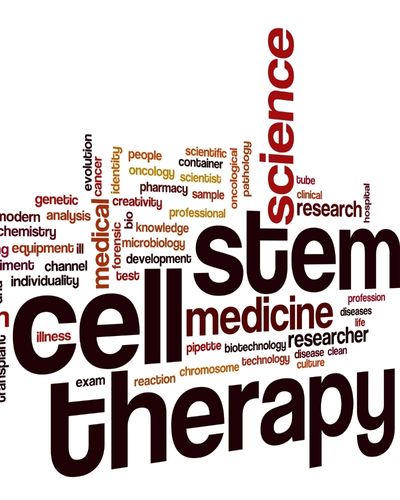 science
evolution
cancer
identity
people
oncology
scientific
container
scientist
oncological
pathology
pharmacy
sample
tube
clinical
research
hospital
genetic
modern
analysis
medical
creativity
professional
chemistry
forensic
bio
knowledge
microbiology
equipment
ill
channel
test
development
individuality
stem
cell
medicine
profession
diseases
life
illness
researcher
pipette
biotechnology
disease
clean
technology
culture
chromosome
reaction
exam
transplant
therapy